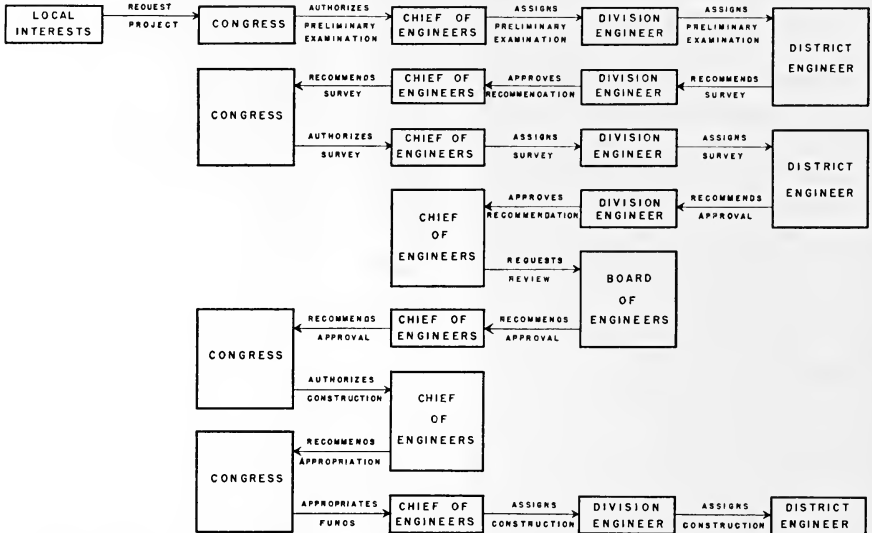 LOCAL INTERESTS
REQUEST PROJECT
CONGRESS
AUTHORIZES PRELIMINARY EXAMINATION
CHIEF OF ENGINEERS
ASSIGNS PRELIMINARY EXAMINATION
DIVISION ENGINEER
ASSIGNS PRELIMINARY EXAMINATION
DISTRICT ENGINEER
RECOMMENDS SURVEY
DIVISION ENGINEER
APPROVES RECOMMENDATION
CHIEF OF ENGINEERS
RECOMMENDS SURVEY
CONGRESS
AUTHORIZES SURVEY
CHIEF OF ENGINEERS
ASSIGNS SURVEY
DIVISION ENGINEER
ASSIGNS SURVEY
DISTRICT ENGINEER
RECOMMENDS APPROVAL
DIVISION ENGINEER
APPROVES RECOMMENDATION
CHIEF OF ENGINEERS
REQUESTS REVIEW
BOARD OF ENGINEERS
RECOMMENDS APPROVAL
CHIEF OF ENGINEERS
RECOMMENDS APPROVAL
CONGRESS
AUTHORIZES CONSTRUCTION
CHIEF OF ENGINEERS
RECOMMENDS APPROPRIATION
CONGRESS
APPROPRIATES FUNDS
CHIEF OF ENGINEERS
ASSIGNS CONSTRUCTION
DIVISION ENGINEER
ASSIGNS CONSTRUCTION
DISTRICT ENGINEER